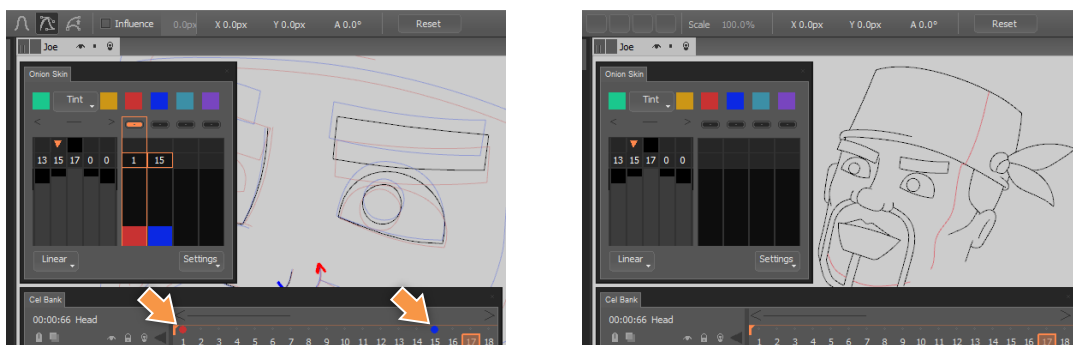 Influence 0.0px X 0.0px Y 0.0px A 0.0° Reset
Joe
Onion Skin
Tint
< >
13 15 17 0 0 1 15
Linear Settings
Cel Bank
<
00:00:66 Head
1 2 3 4 5 6 7 8 9 10 11 12 13 14 15 16 17 18
Scale 100.0% X 0.0px Y 0.0px A 0.0° Reset
Joe
Onion Skin
Tint
< >
13 15 17 0 0
Linear Settings
Cel Bank
< >
00:00:66 Head
1 2 3 4 5 6 7 8 9 10 11 12 13 14 15 16 17 18